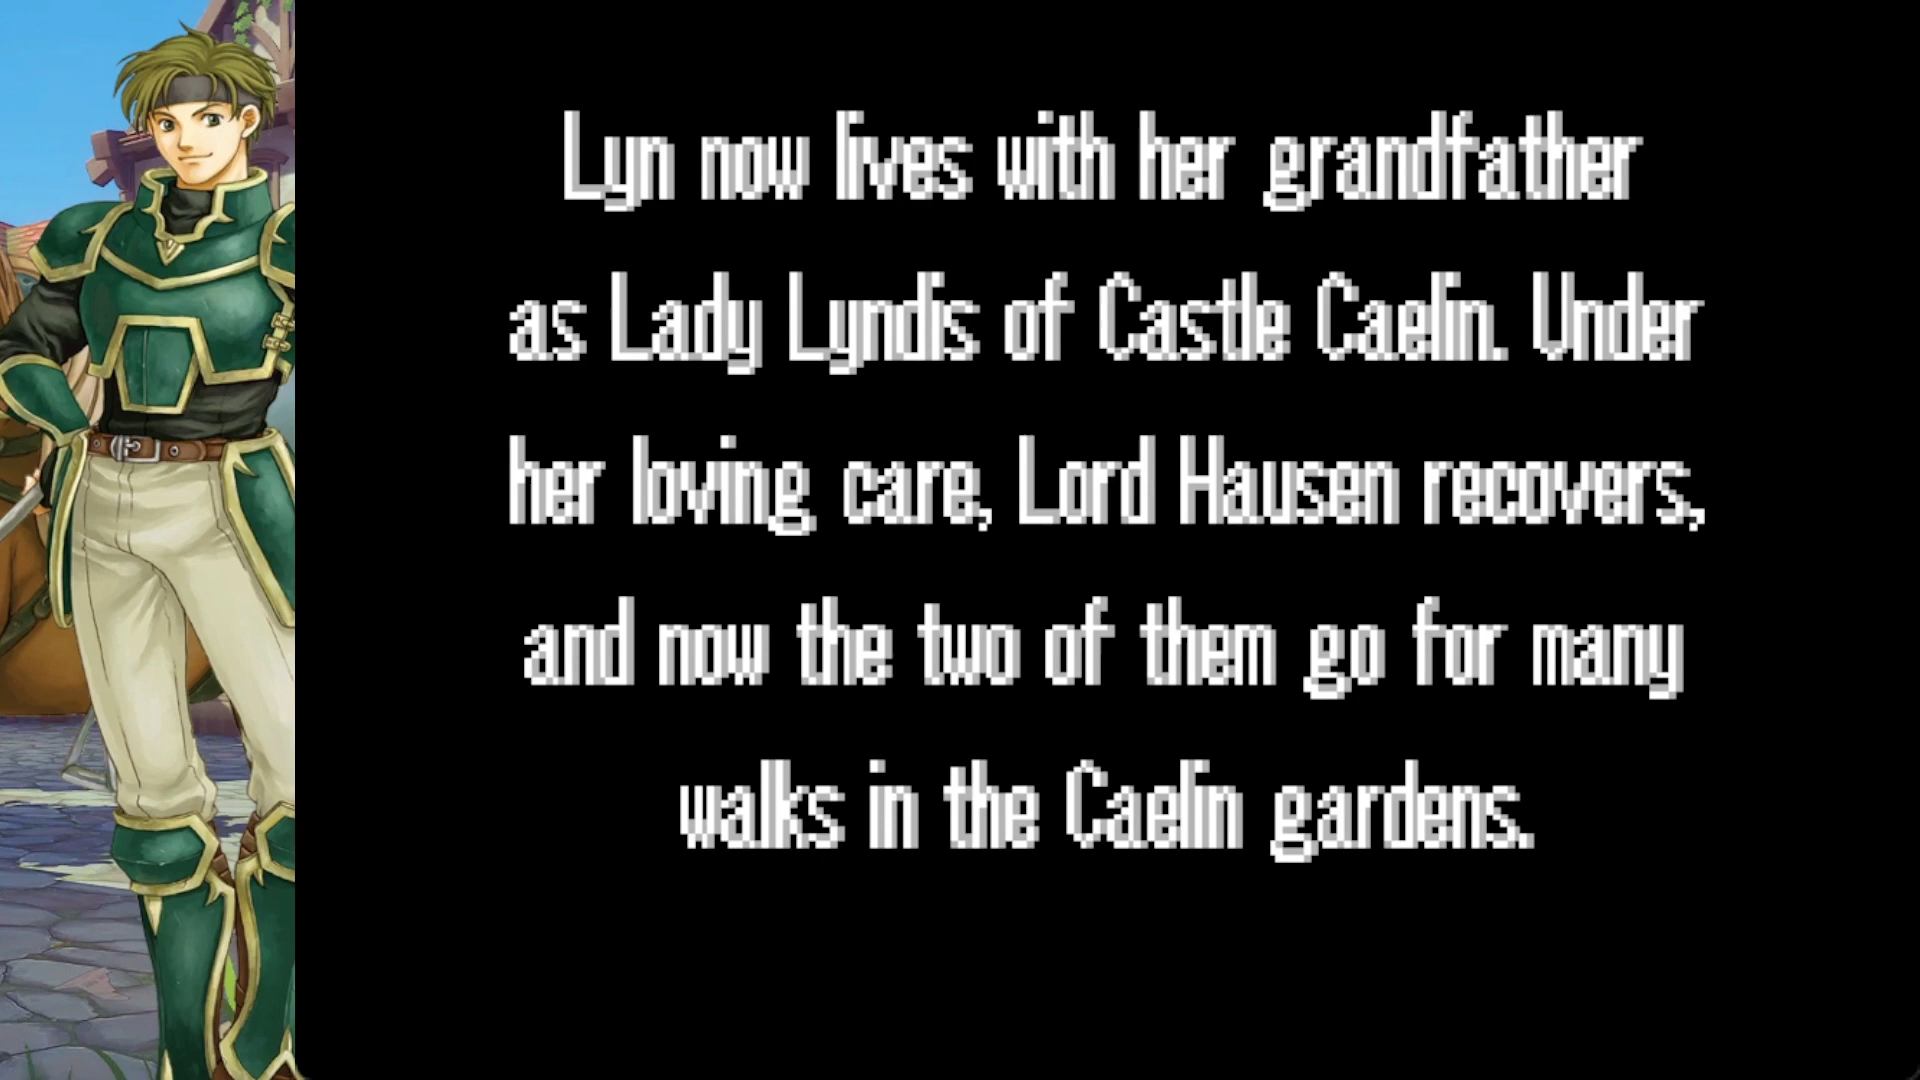 Lyn now lives with her grandfather
as Lady Lyndis of Castle Caelin. Under
her loving care, Lord Hausen recovers,
and now the two of them go for many
walks in the Caelin gardens.